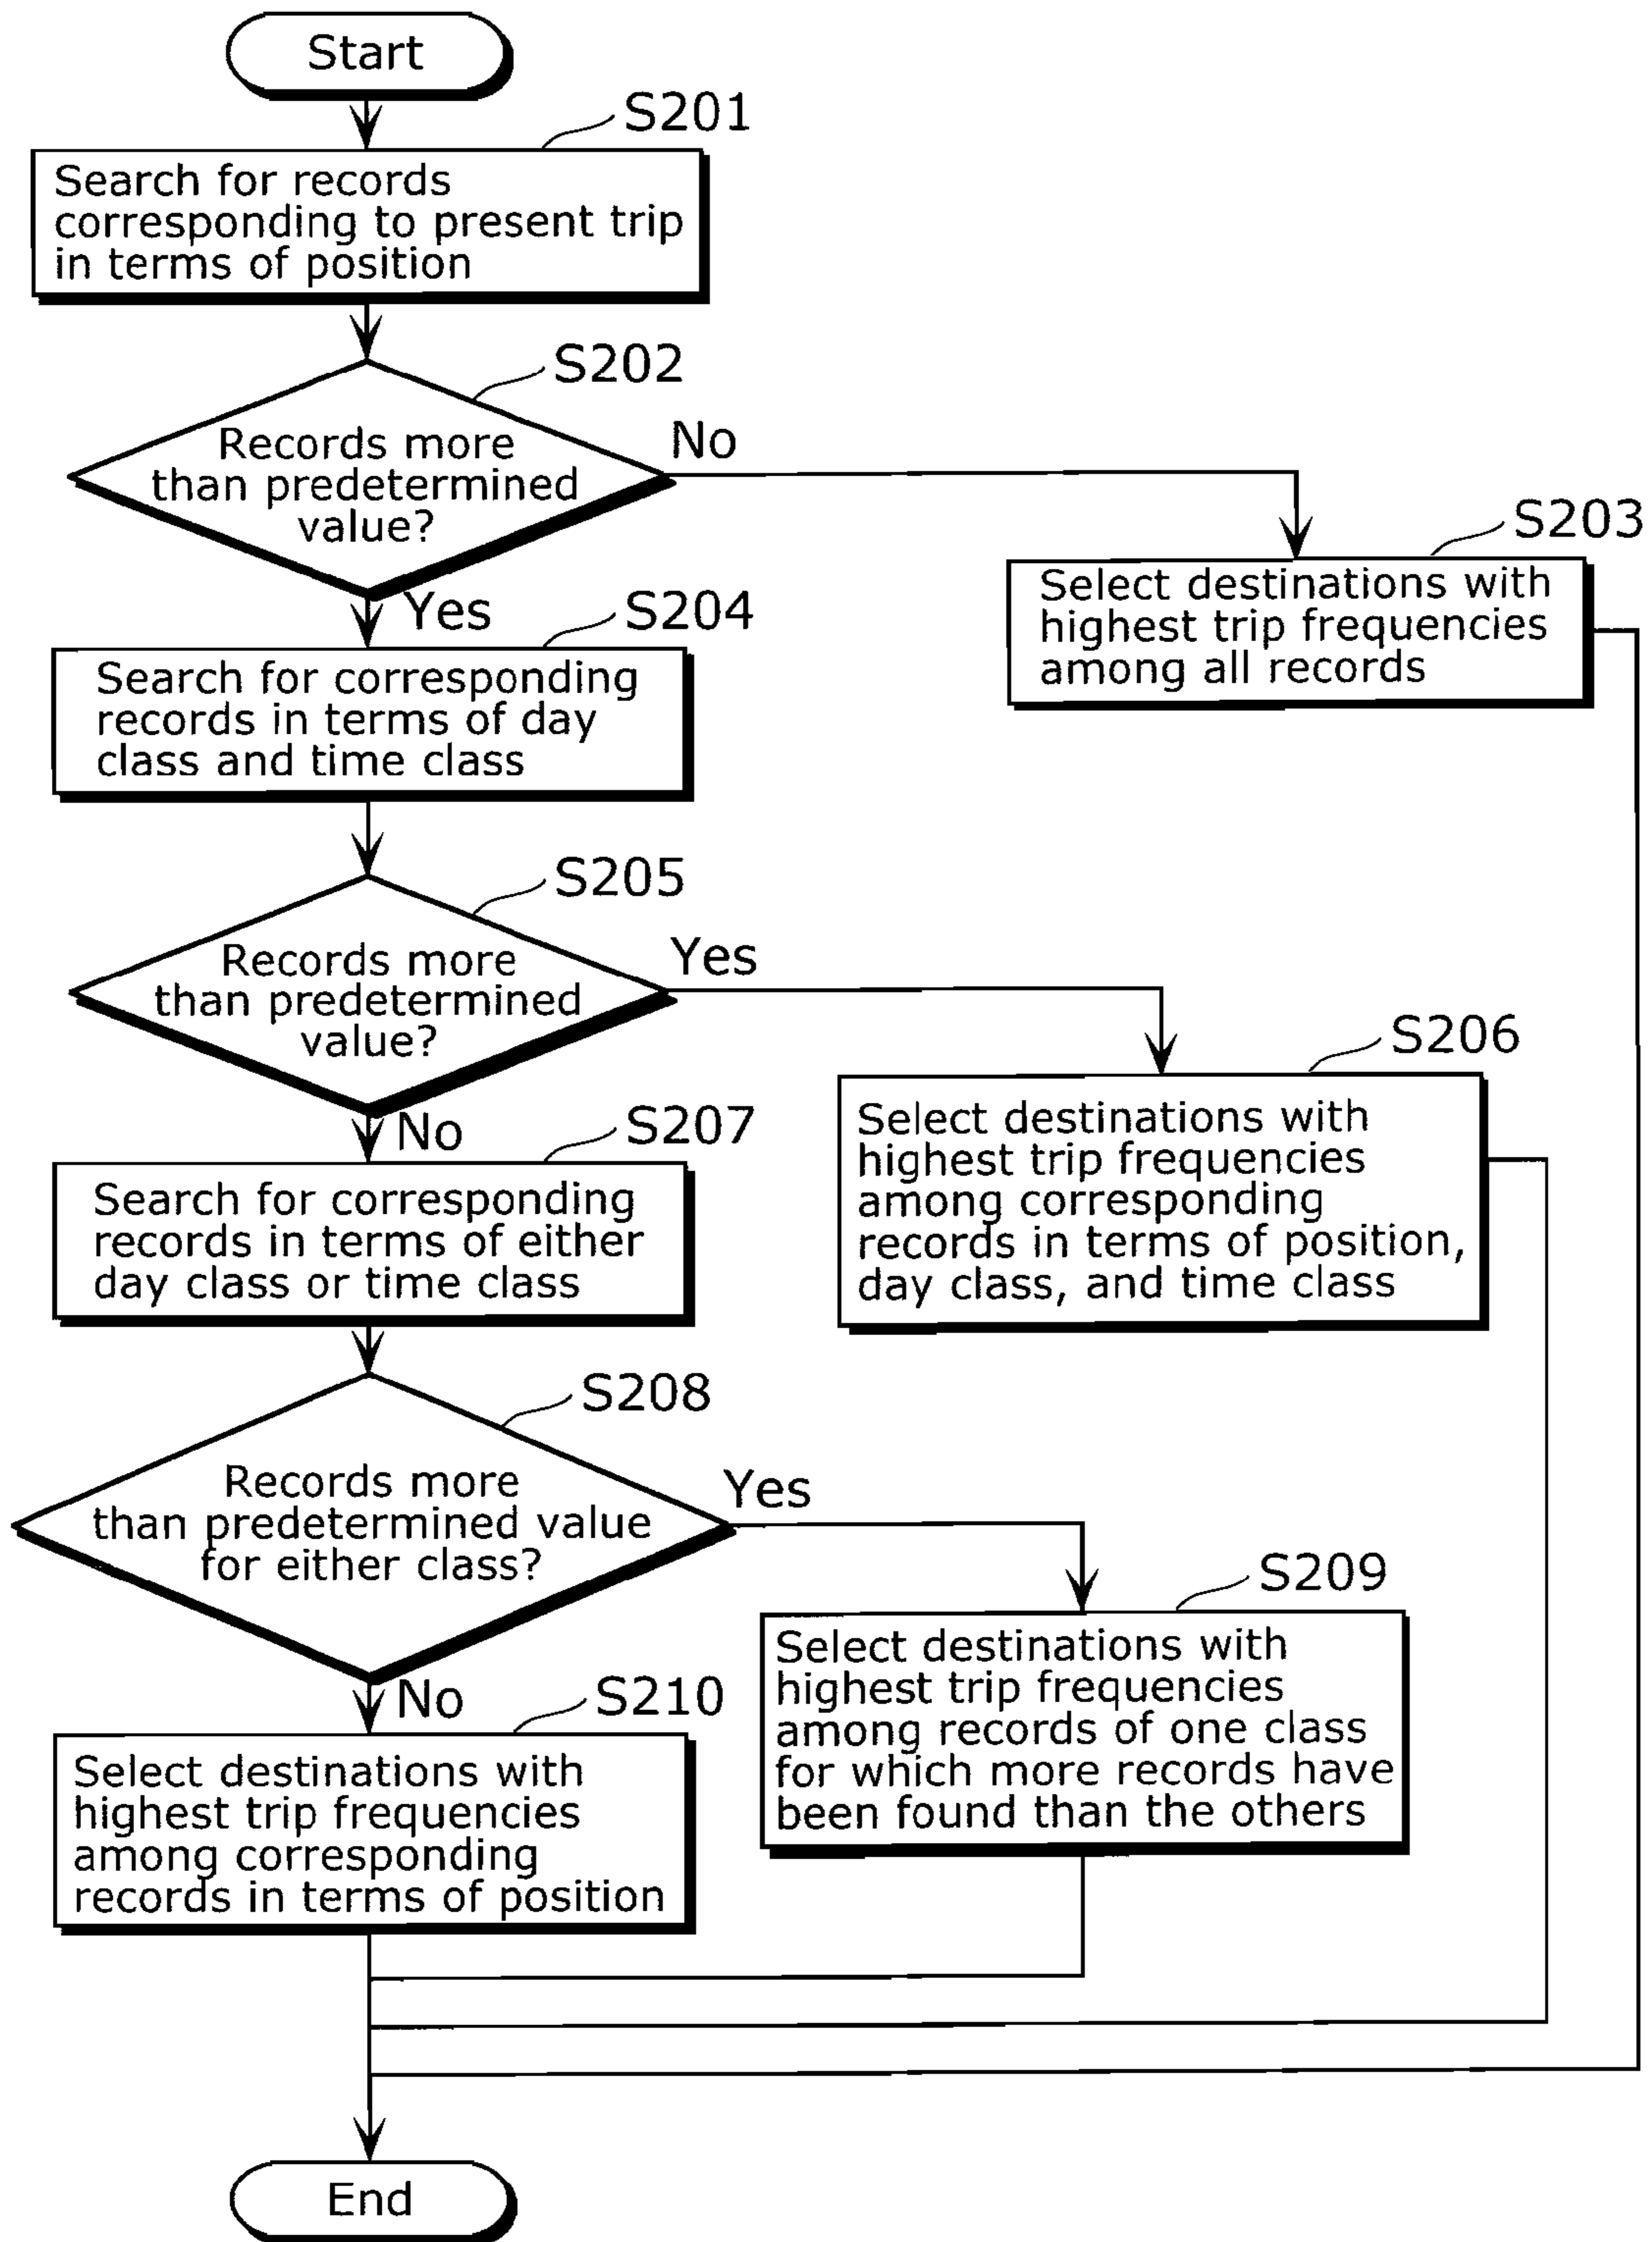 Start
S201
Search for records
corresponding to present trip
in terms of position
S202
Records more
than predetermined
value?
No
Yes
S203
Select destinations with
highest trip frequencies
among all records
S204
Search for corresponding
records in terms of day
class and time class
S205
Records more
than predetermined
value?
Yes
No
S206
Select destinations with
highest trip frequencies
among corresponding
records in terms of position,
day class, and time class
S207
Search for corresponding
records in terms of either
day class or time class
S208
Records more
than predetermined value
for either class?
Yes
No
S209
Select destinations with
highest trip frequencies
among records of one class
for which more records have
been found than the others
S210
Select destinations with
highest trip frequencies
among corresponding
records in terms of position
End